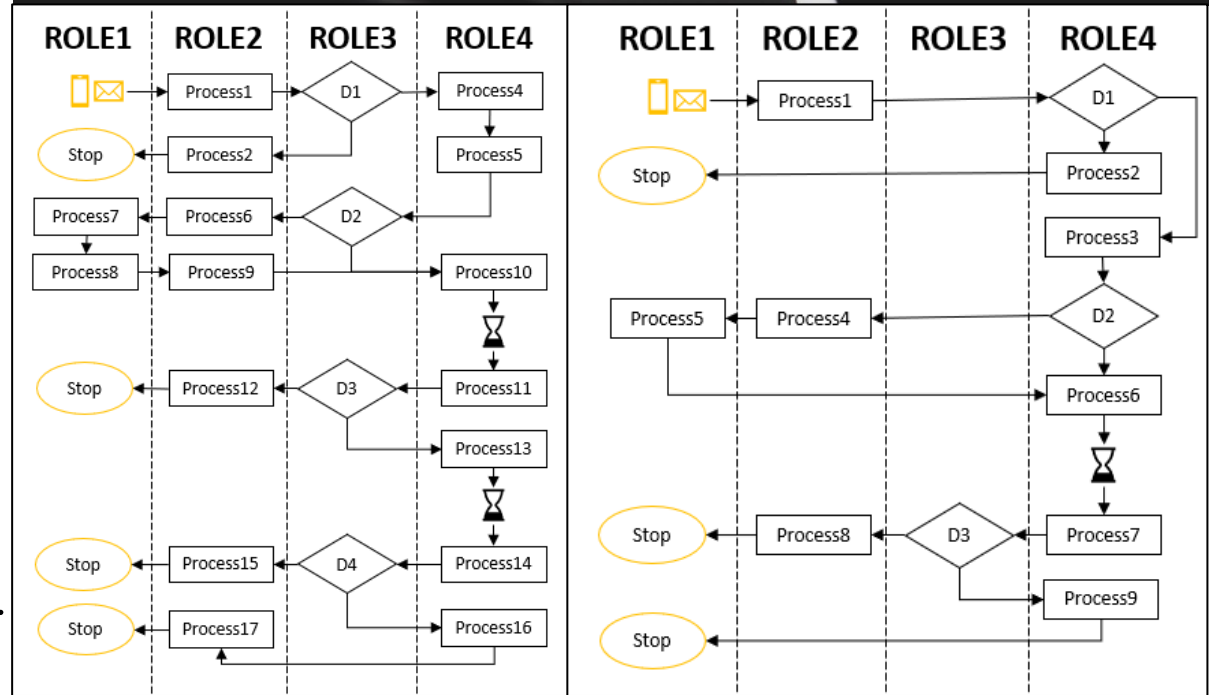 ROLE1 ROLE2 ROLE3 ROLE4
Process1 D1 Process4
Stop Process2 Process5
Process7 Process6 D2
Process8 Process9 Process10
Stop Process12 D3 Process11
Process13
Stop Process15 D4 Process14
Stop Process17 Process16
ROLE1 ROLE2 ROLE3 ROLE4
Process1 D1
Stop Process2
Process3
Process5 Process4 D2
Process6
Stop Process8 D3 Process7
Process9
Stop